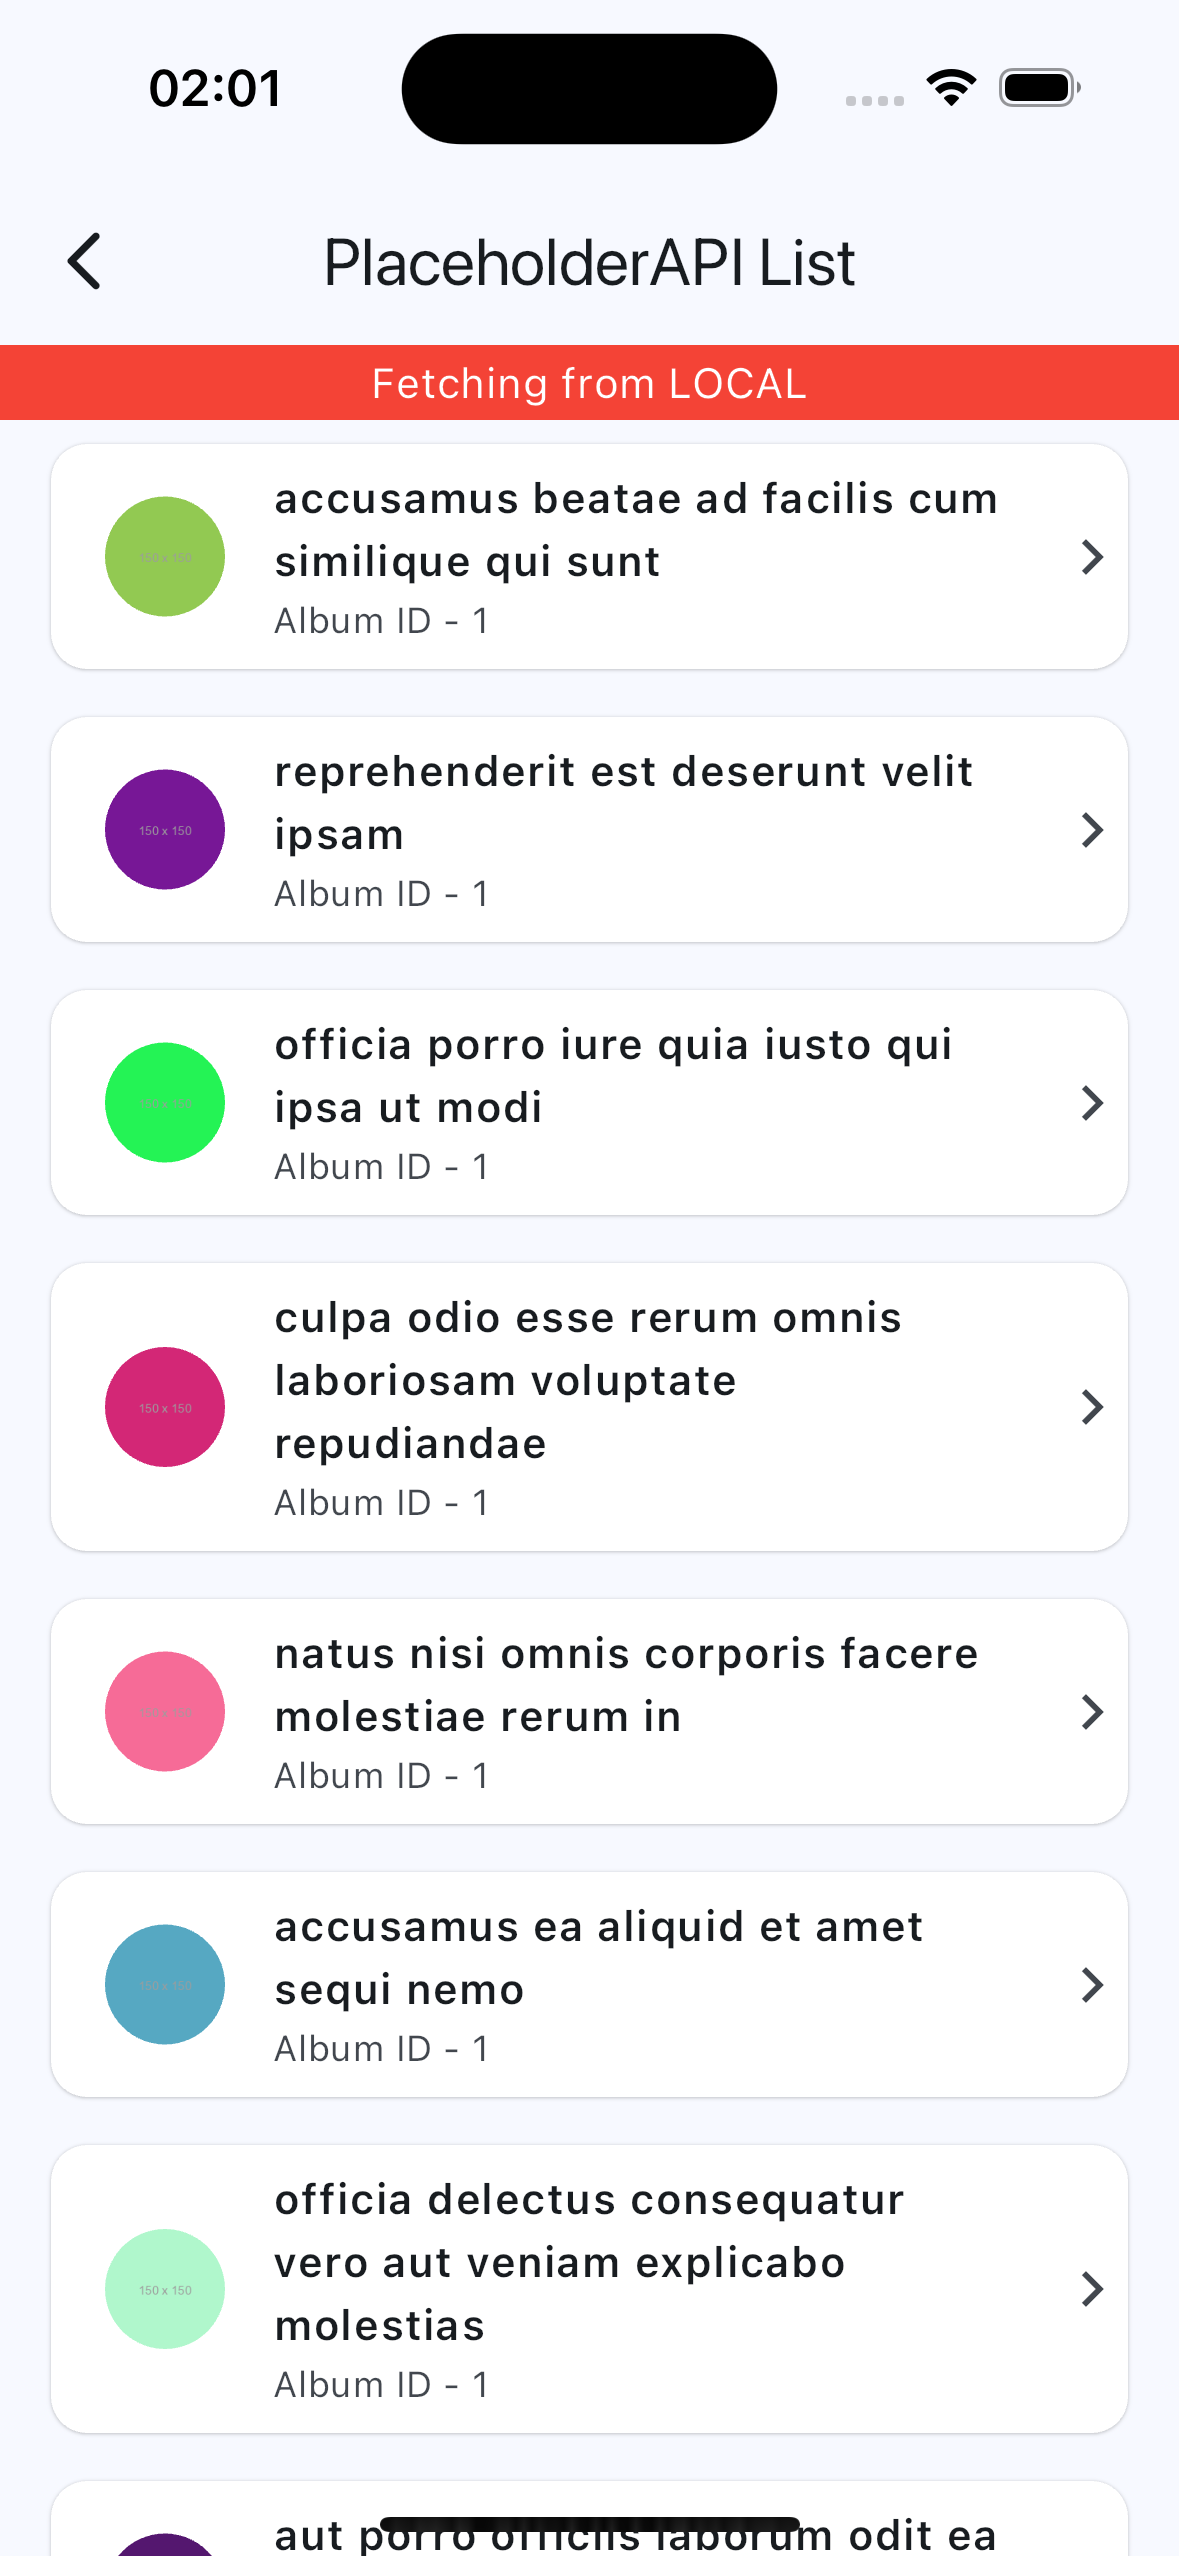 02:01
PlaceholderAPI List
Fetching from LOCAL
150 x 150
accusamus beatae ad facilis cum
similique qui sunt
Album ID - 1
150 x 150
reprehenderit est deserunt velit
ipsam
Album ID - 1
150 x 150
officia porro iure quia iusto qui
ipsa ut modi
Album ID - 1
150 x 150
culpa odio esse rerum omnis
laboriosam voluptate
repudiandae
Album ID - 1
150 x 150
natus nisi omnis corporis facere
molestiae rerum in
Album ID - 1
150 x 150
accusamus ea aliquid et amet
sequi nemo
Album ID - 1
150 x 150
officia delectus consequatur
vero aut veniam explicabo
molestias
Album ID - 1
aut porro officiis laborum odit ea